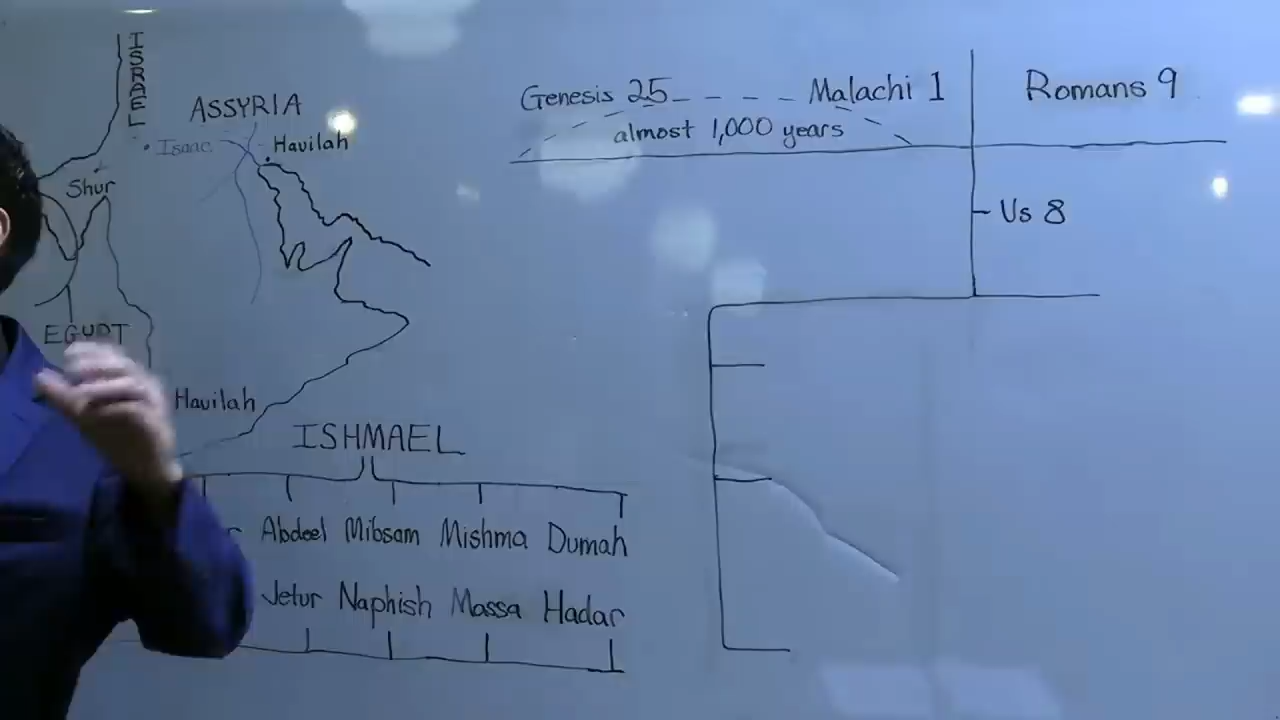 ISRAEL
ASSYRIA
Isaac
Havilah
Shur
EGYPT
Havilah
ISHMAEL
Abdeel Mibsam Mishma Dumah
Jetur Naphish Massa Hadar
Genesis 25 - - - - Malachi 1
almost 1,000 years
Romans 9
Vs 8